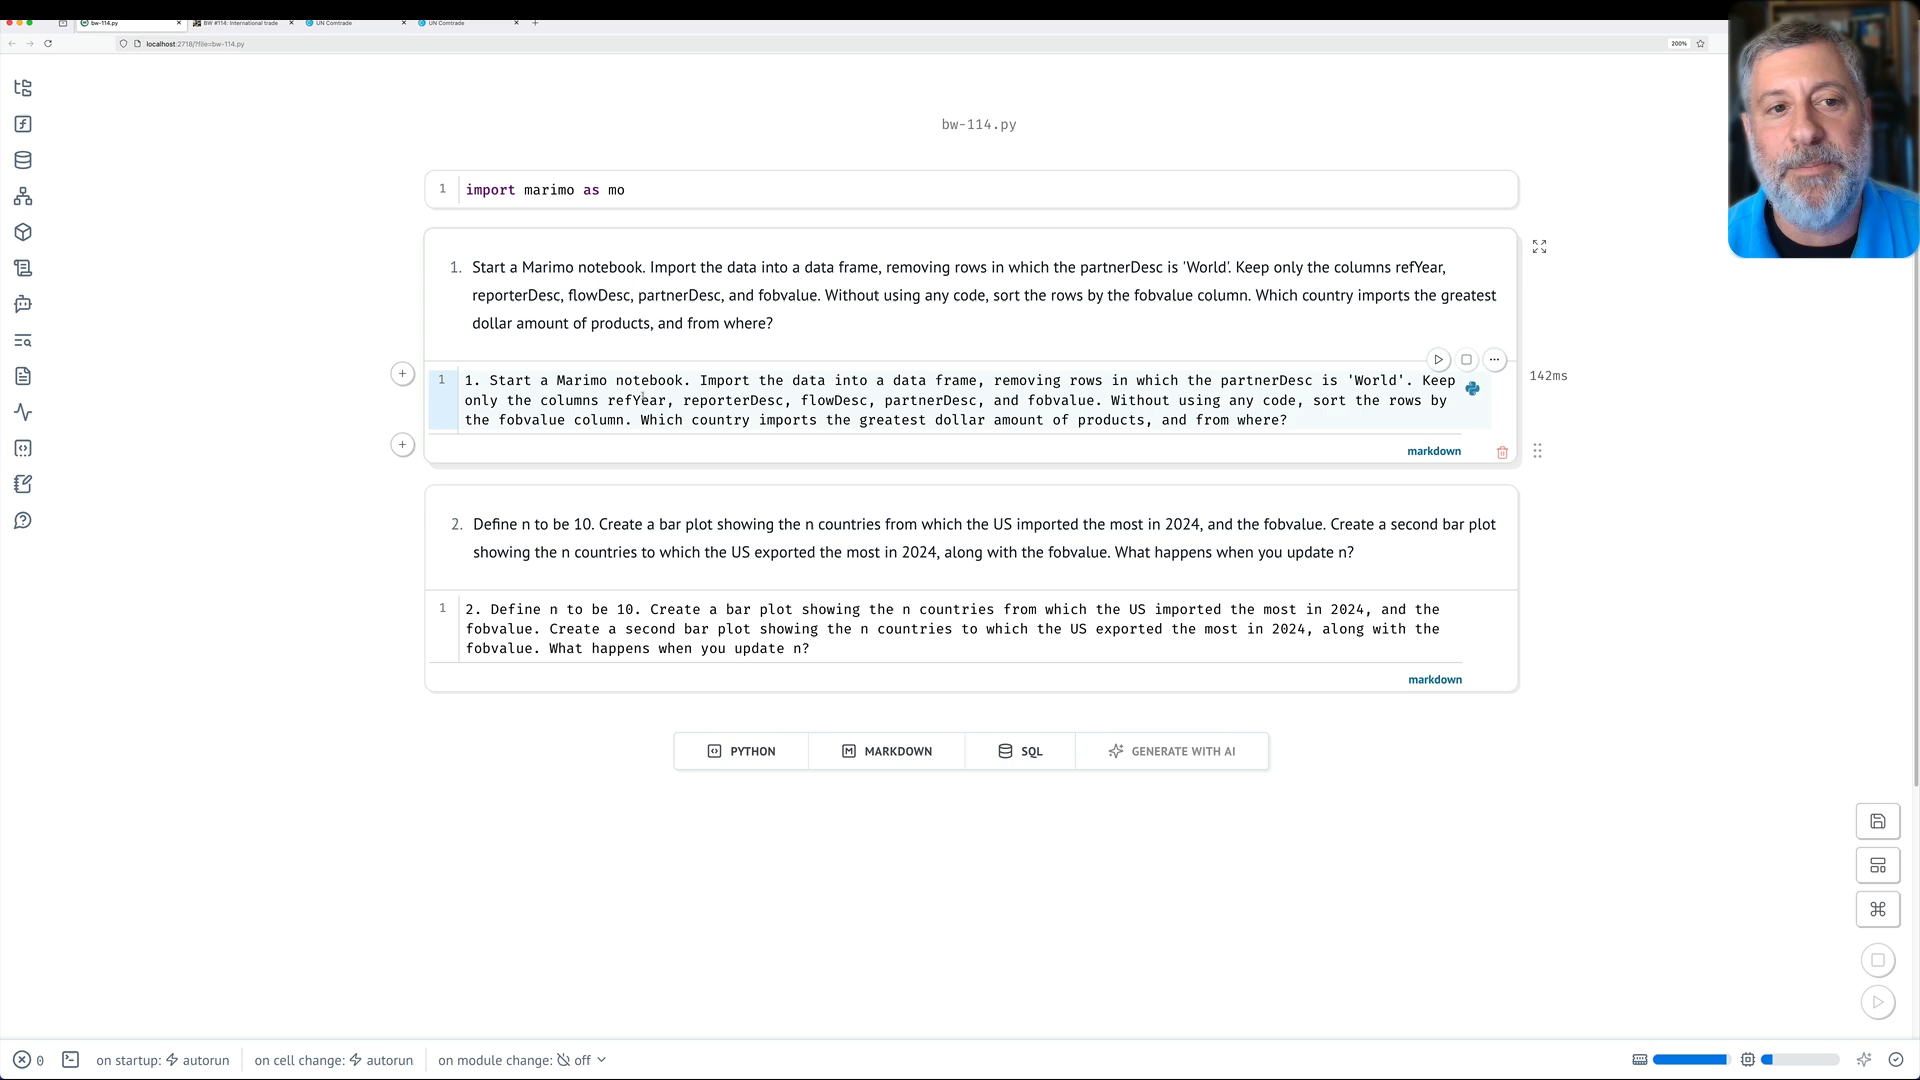 bw-114.py
BW #114: International trade
UN Comtrade
UN Comtrade
localhost:2718/?file=bw-114.py
200%
bw-114.py
1 import marimo as mo
1. Start a Marimo notebook. Import the data into a data frame, removing rows in which the partnerDesc is 'World'. Keep only the columns refYear,
reporterDesc, flowDesc, partnerDesc, and fobvalue. Without using any code, sort the rows by the fobvalue column. Which country imports the greatest
dollar amount of products, and from where?
1 1. Start a Marimo notebook. Import the data into a data frame, removing rows in which the partnerDesc is 'World'. Keep
only the columns refYear, reporterDesc, flowDesc, partnerDesc, and fobvalue. Without using any code, sort the rows by
the fobvalue column. Which country imports the greatest dollar amount of products, and from where?
142ms
markdown
2. Define n to be 10. Create a bar plot showing the n countries from which the US imported the most in 2024, and the fobvalue. Create a second bar plot
showing the n countries to which the US exported the most in 2024, along with the fobvalue. What happens when you update n?
1 2. Define n to be 10. Create a bar plot showing the n countries from which the US imported the most in 2024, and the
fobvalue. Create a second bar plot showing the n countries to which the US exported the most in 2024, along with the
fobvalue. What happens when you update n?
markdown
PYTHON MARKDOWN SQL GENERATE WITH AI
0 on startup: autorun on cell change: autorun on module change: off